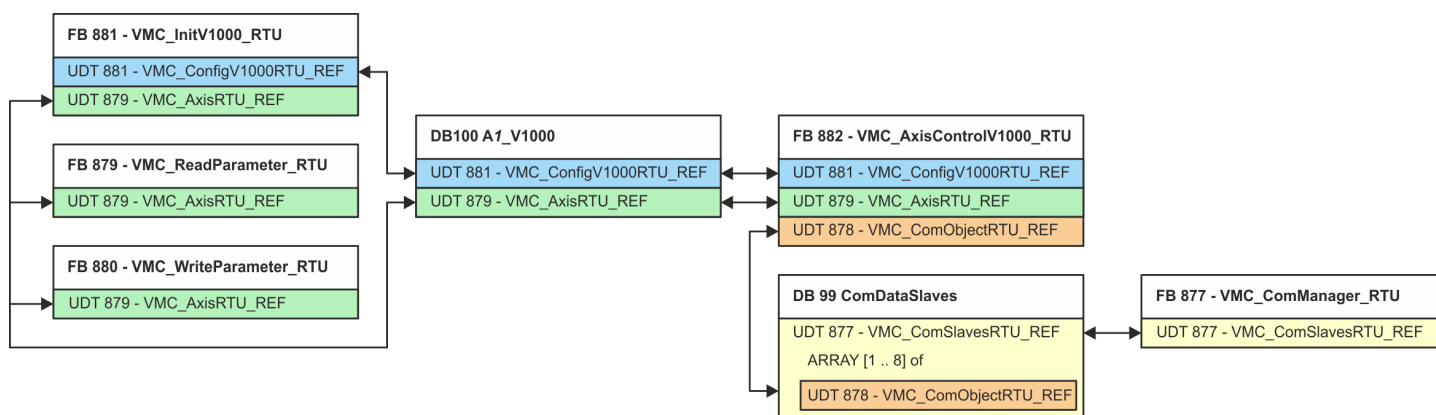 FB 881 - VMC_InitV1000_RTU
UDT 881 - VMC_ConfigV1000RTU_REF
UDT 879 - VMC_AxisRTU_REF
FB 879 - VMC_ReadParameter_RTU
UDT 879 - VMC_AxisRTU_REF
FB 880 - VMC_WriteParameter_RTU
UDT 879 - VMC_AxisRTU_REF
DB100 A1_V1000
UDT 881 - VMC_ConfigV1000RTU_REF
UDT 879 - VMC_AxisRTU_REF
FB 882 - VMC_AxisControlV1000_RTU
UDT 881 - VMC_ConfigV1000RTU_REF
UDT 879 - VMC_AxisRTU_REF
UDT 878 - VMC_ComObjectRTU_REF
DB 99 ComDataSlaves
UDT 877 - VMC_ComSlavesRTU_REF
ARRAY [1 .. 8] of
UDT 878 - VMC_ComObjectRTU_REF
FB 877 - VMC_ComManager_RTU
UDT 877 - VMC_ComSlavesRTU_REF